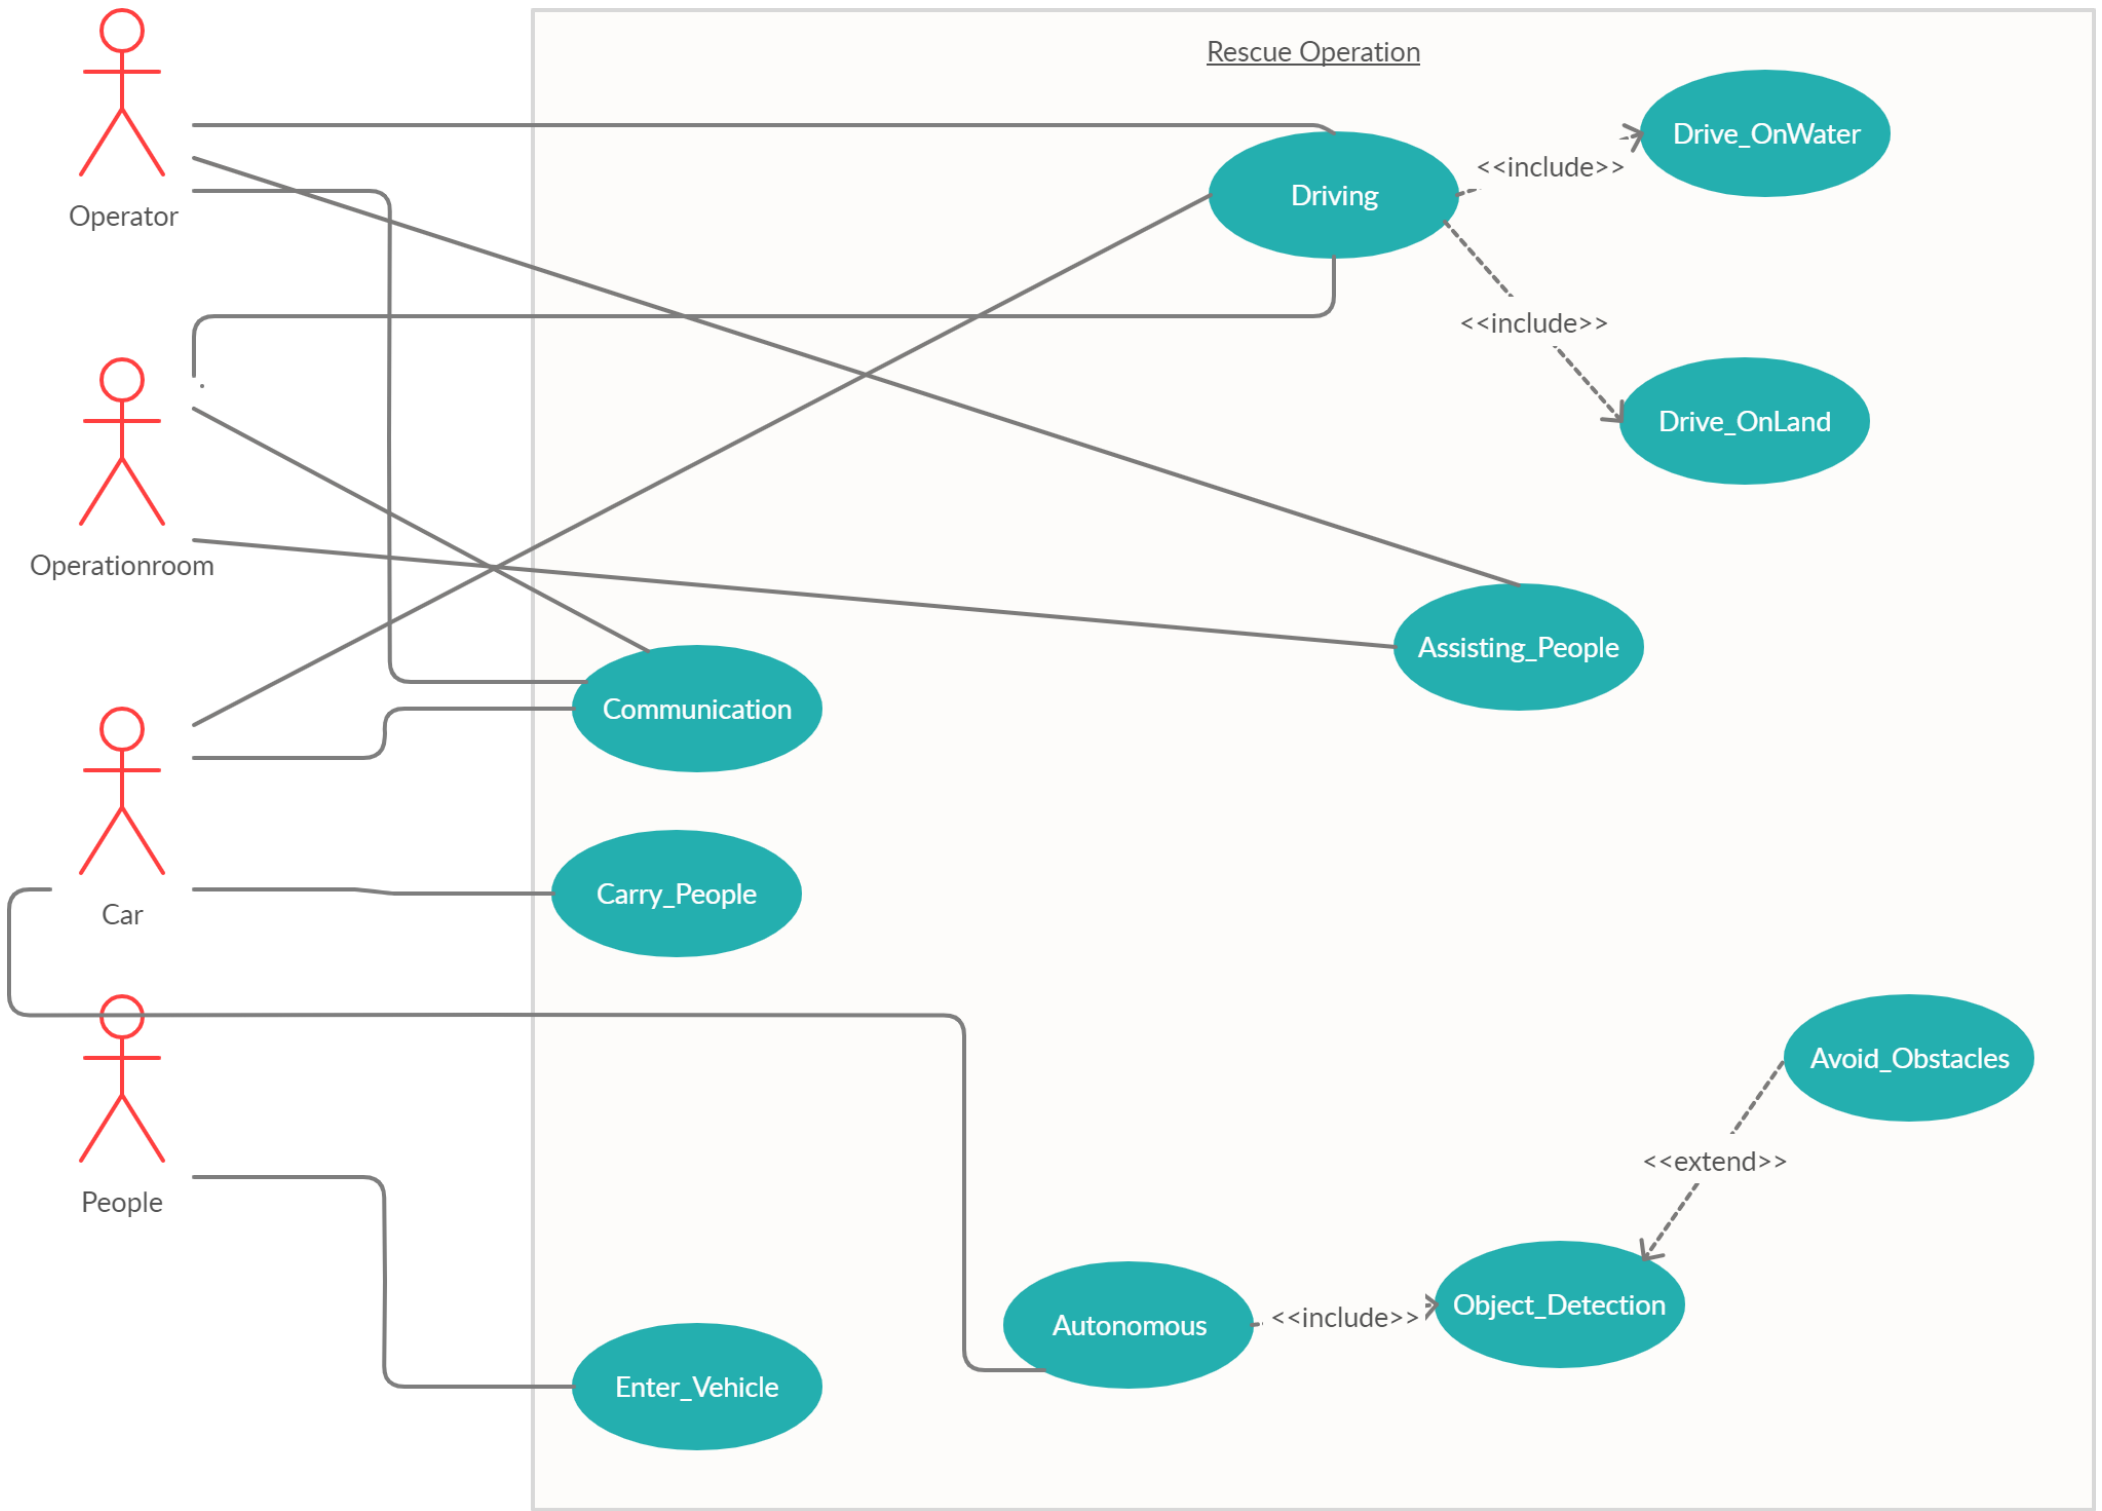 Rescue Operation
Operator
Driving
<<include>>
Drive_OnWater
<<include>>
Drive_OnLand
Operationroom
Assisting_People
Communication
Car
Carry_People
People
Avoid_Obstacles
<<extend>>
Autonomous
<<include>>
Object_Detection
Enter_Vehicle